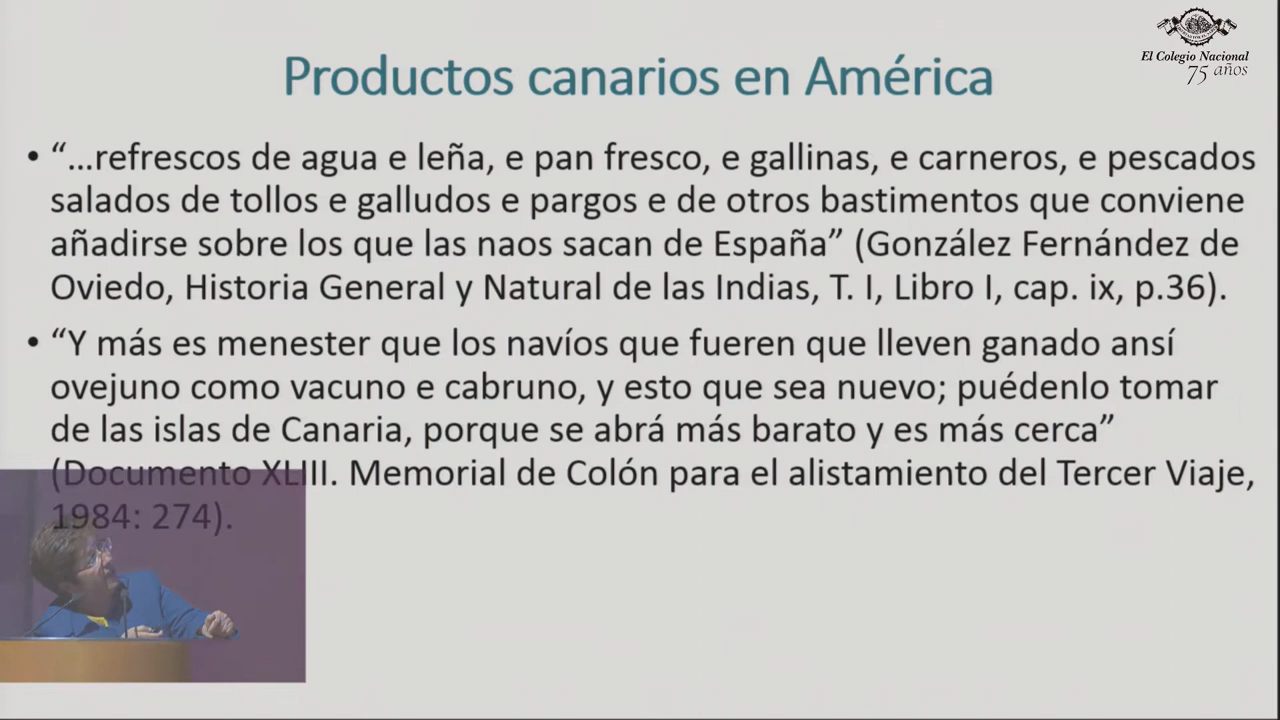 El Colegio Nacional
75 años
Productos canarios en América
• “...refrescos de agua e leña, e pan fresco, e gallinas, e carneros, e pescados
salados de tollos e galludos e pargos e de otros bastimentos que conviene
añadirse sobre los que las naos sacan de España” (González Fernández de
Oviedo, Historia General y Natural de las Indias, T. I, Libro I, cap. ix, p.36).
• “Y más es menester que los navíos que fueren que lleven ganado ansí
ovejuno como vacuno e cabruno, y esto que sea nuevo; puédenlo tomar
de las islas de Canaria, porque se abrá más barato y es más cerca”
(Documento XLIII. Memorial de Colón para el alistamiento del Tercer Viaje,
1984: 274).